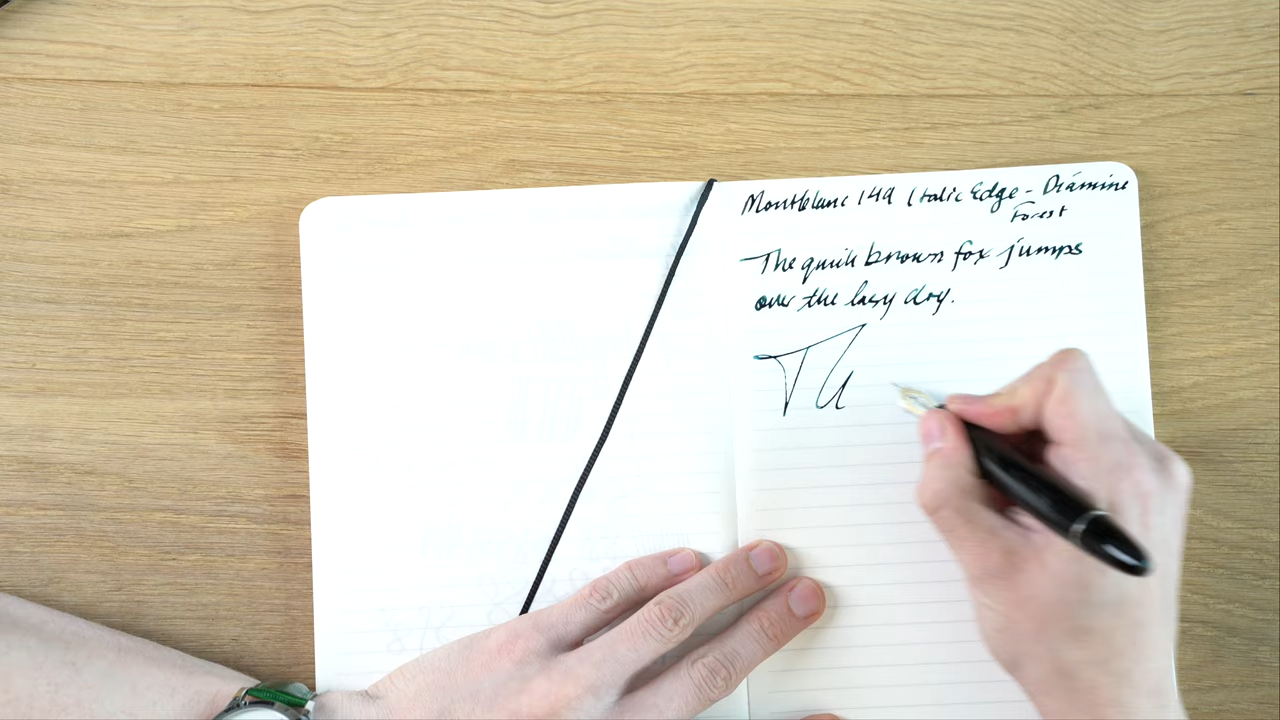 Montblanc 149 Italic Edge - Diamine
Forest
The quick brown fox jumps
over the lazy dog.
Th